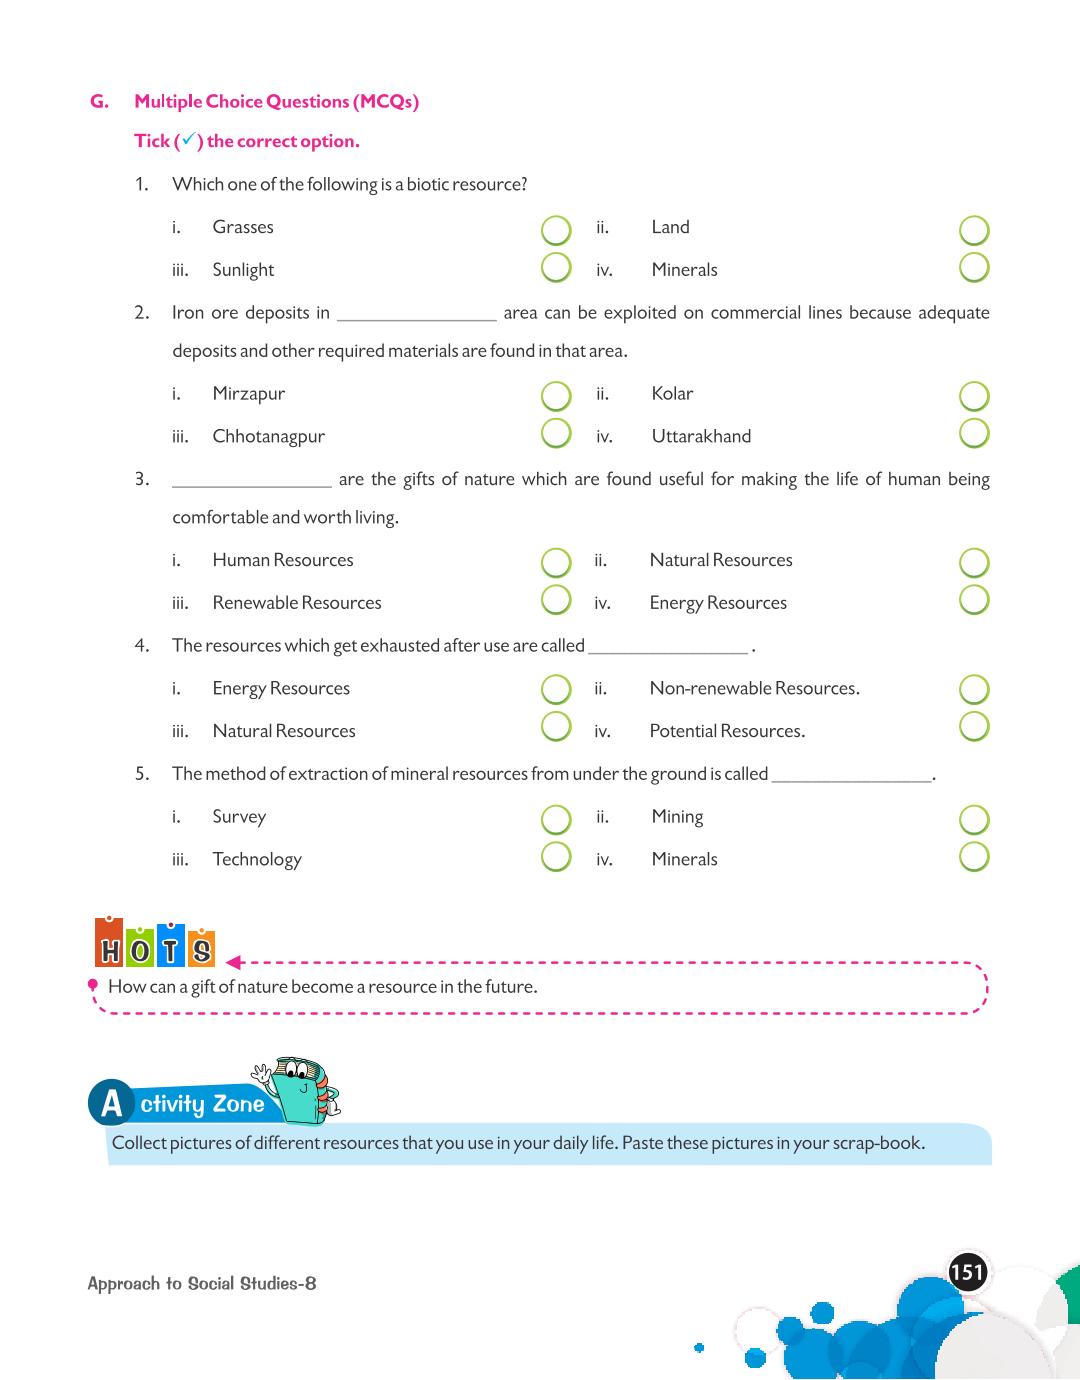 G. Multiple Choice Questions (MCQs)
Tick (✓) the correct option.
1. Which one of the following is a biotic resource?
i. Grasses ii. Land
iii. Sunlight iv. Minerals
2. Iron ore deposits in ________________ area can be exploited on commercial lines because adequate
deposits and other required materials are found in that area.
i. Mirzapur ii. Kolar
iii. Chhotanagpur iv. Uttarakhand
3. ________________ are the gifts of nature which are found useful for making the life of human being
comfortable and worth living.
i. Human Resources ii. Natural Resources
iii. Renewable Resources iv. Energy Resources
4. The resources which get exhausted after use are called ________________ .
i. Energy Resources ii. Non-renewable Resources.
iii. Natural Resources iv. Potential Resources.
5. The method of extraction of mineral resources from under the ground is called ________________.
i. Survey ii. Mining
iii. Technology iv. Minerals
HOTS
How can a gift of nature become a resource in the future.
Activity Zone
Collect pictures of different resources that you use in your daily life. Paste these pictures in your scrap-book.
Approach to Social Studies-8
151